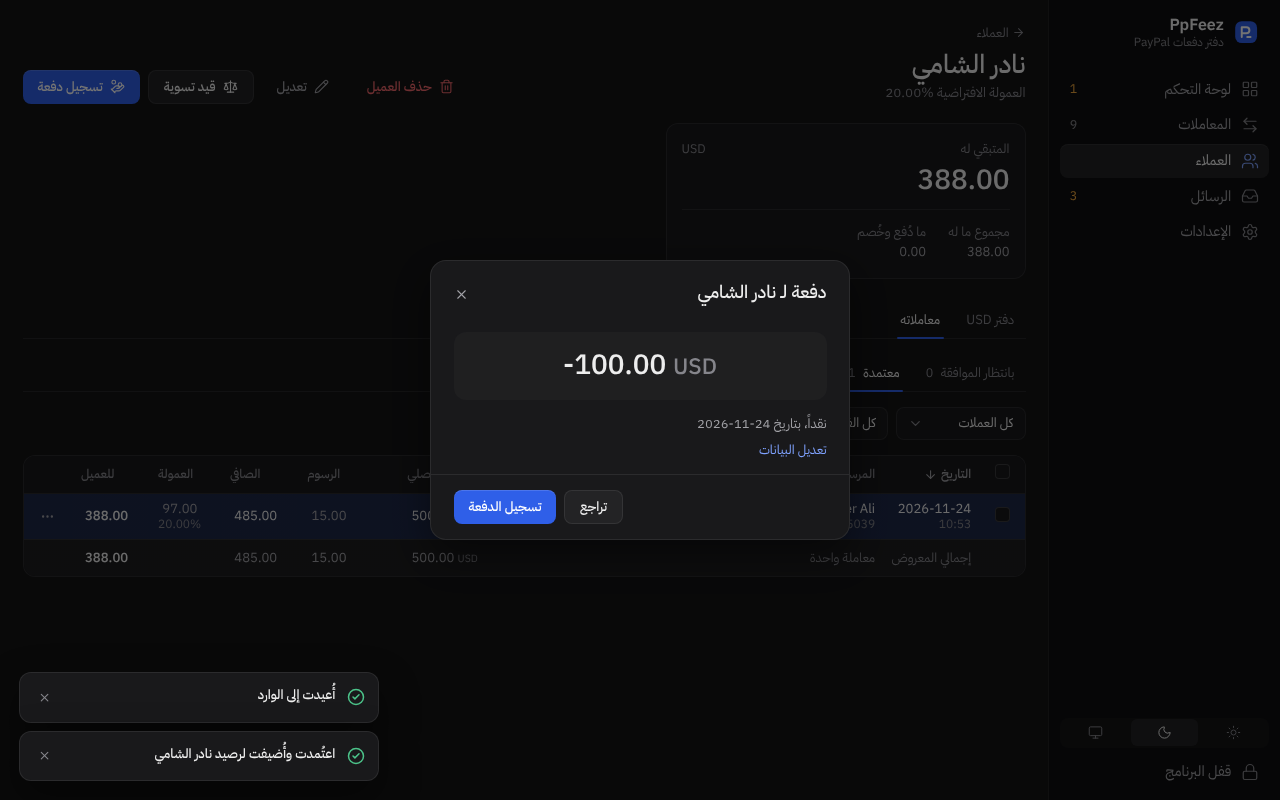 PpFeez
دفتر دفعات PayPal
لوحة التحكم 1
المعاملات 9
العملاء
الرسائل 3
الإعدادات
قفل البرنامج
العملاء
نادر الشامي
العمولة الافتراضية 20.00%
حذف العميل
تعديل
قيد تسوية
تسجيل دفعة
المتبقي له USD
388.00
مجموع ما له ما دُفع وخُصم
388.00 0.00
دفتر USD معاملاته
بانتظار الموافقة 0 معتمدة 1
كل العملات
التاريخ الرسوم الصافي العمولة للعميل
2026-11-24 15.00 485.00 97.00 388.00
10:53 20.00%
إجمالي المعروض معاملة واحدة 500.00 USD 15.00 485.00 388.00
دفعة لـ نادر الشامي
-100.00 USD
نقداً، بتاريخ 24-11-2026
تعديل البيانات
تراجع
تسجيل الدفعة
أُعيدت إلى الوارد
اعتُمدت وأُضيفت لرصيد نادر الشامي